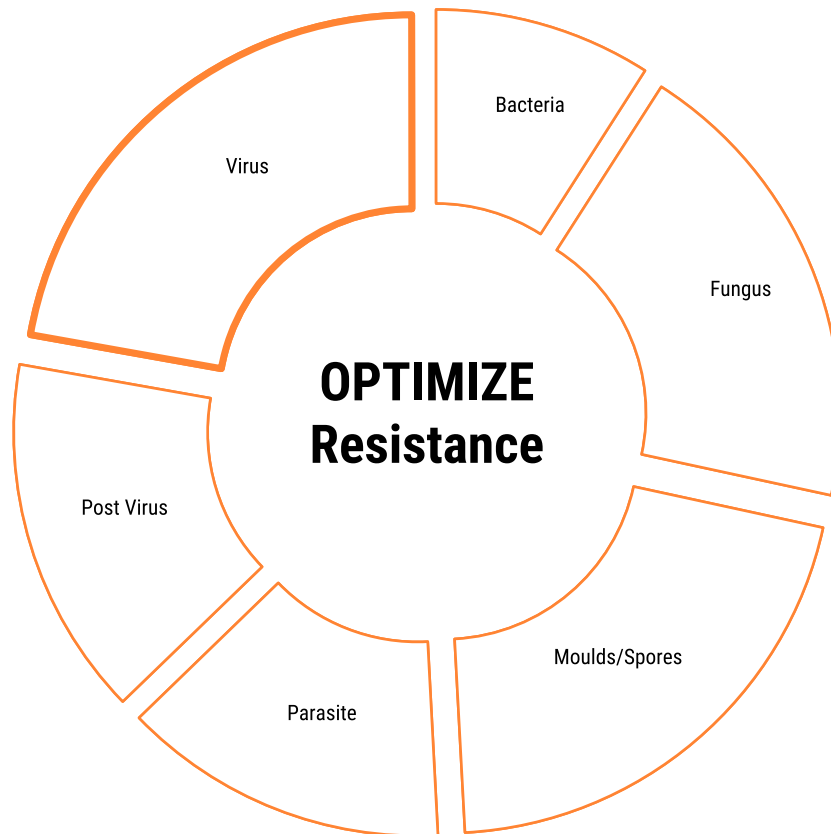 Bacteria
Virus
Fungus
OPTIMIZE
Resistance
Post Virus
Moulds/Spores
Parasite